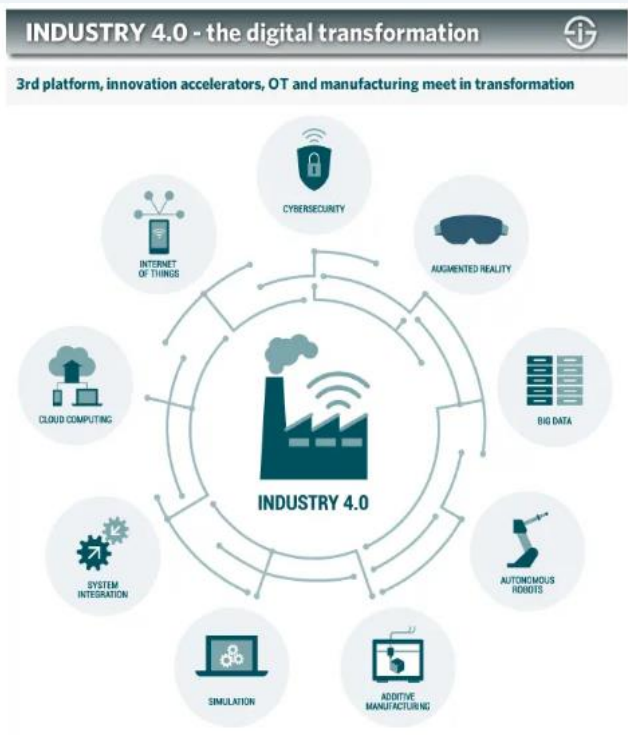 INDUSTRY 4.0 - the digital transformation
3rd platform, innovation accelerators, OT and manufacturing meet in transformation
CYBERSECURITY
INTERNET
OF THINGS
AUGMENTED REALITY
CLOUD COMPUTING
BIG DATA
INDUSTRY 4.0
SYSTEM
INTEGRATION
AUTONOMOUS
ROBOTS
SIMULATION
ADDITIVE
MANUFACTURING